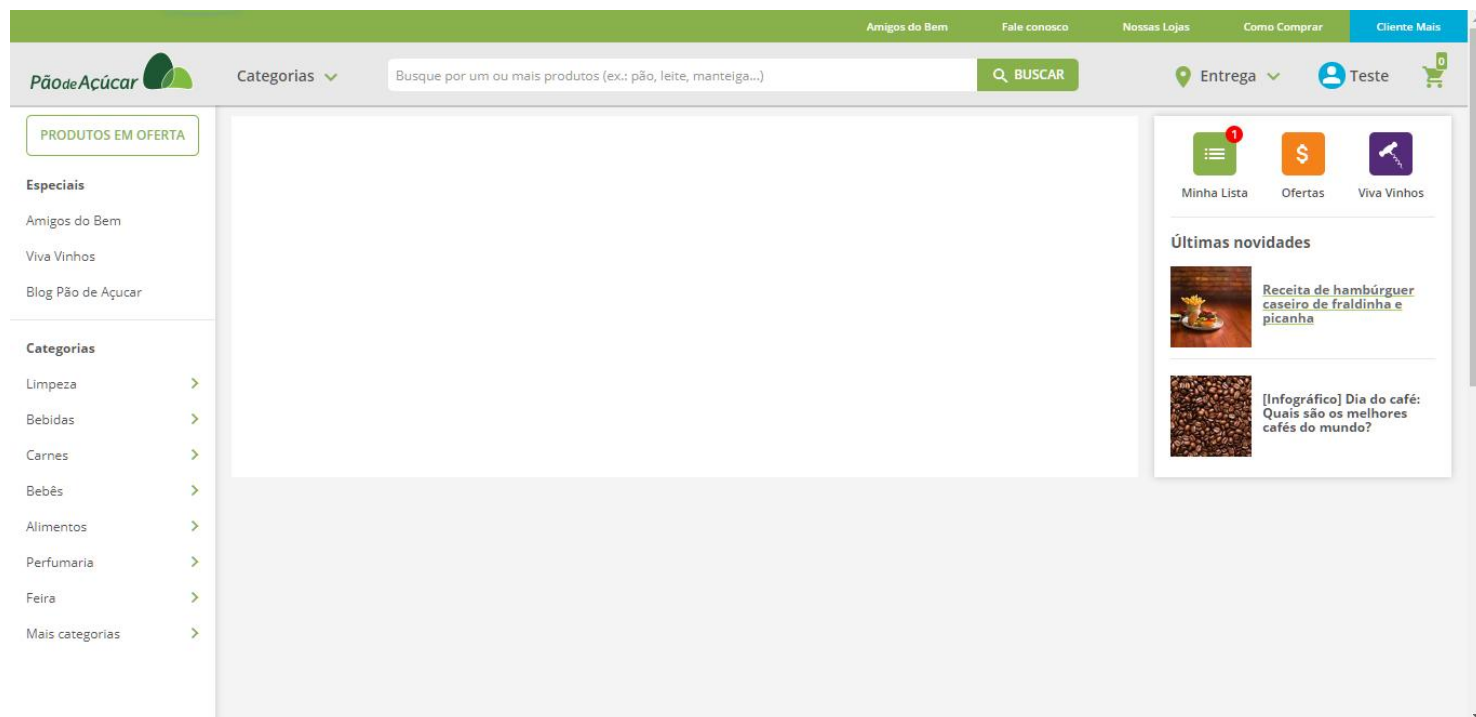 Amigos do Bem Fale conosco Nossas Lojas Como Comprar Cliente Mais
Pão de Açúcar Categorias Busque por um ou mais produtos (ex.: pão, leite, manteiga...) BUSCAR Entrega Teste 0
PRODUTOS EM OFERTA
Especiais
Amigos do Bem
Viva Vinhos
Blog Pão de Açucar
Categorias
Limpeza
Bebidas
Carnes
Bebês
Alimentos
Perfumaria
Feira
Mais categorias
1
$
Minha Lista Ofertas Viva Vinhos
Últimas novidades
Receita de hambúrguer
caseiro de fraldinha e
picanha
[Infográfico] Dia do café:
Quais são os melhores
cafés do mundo?